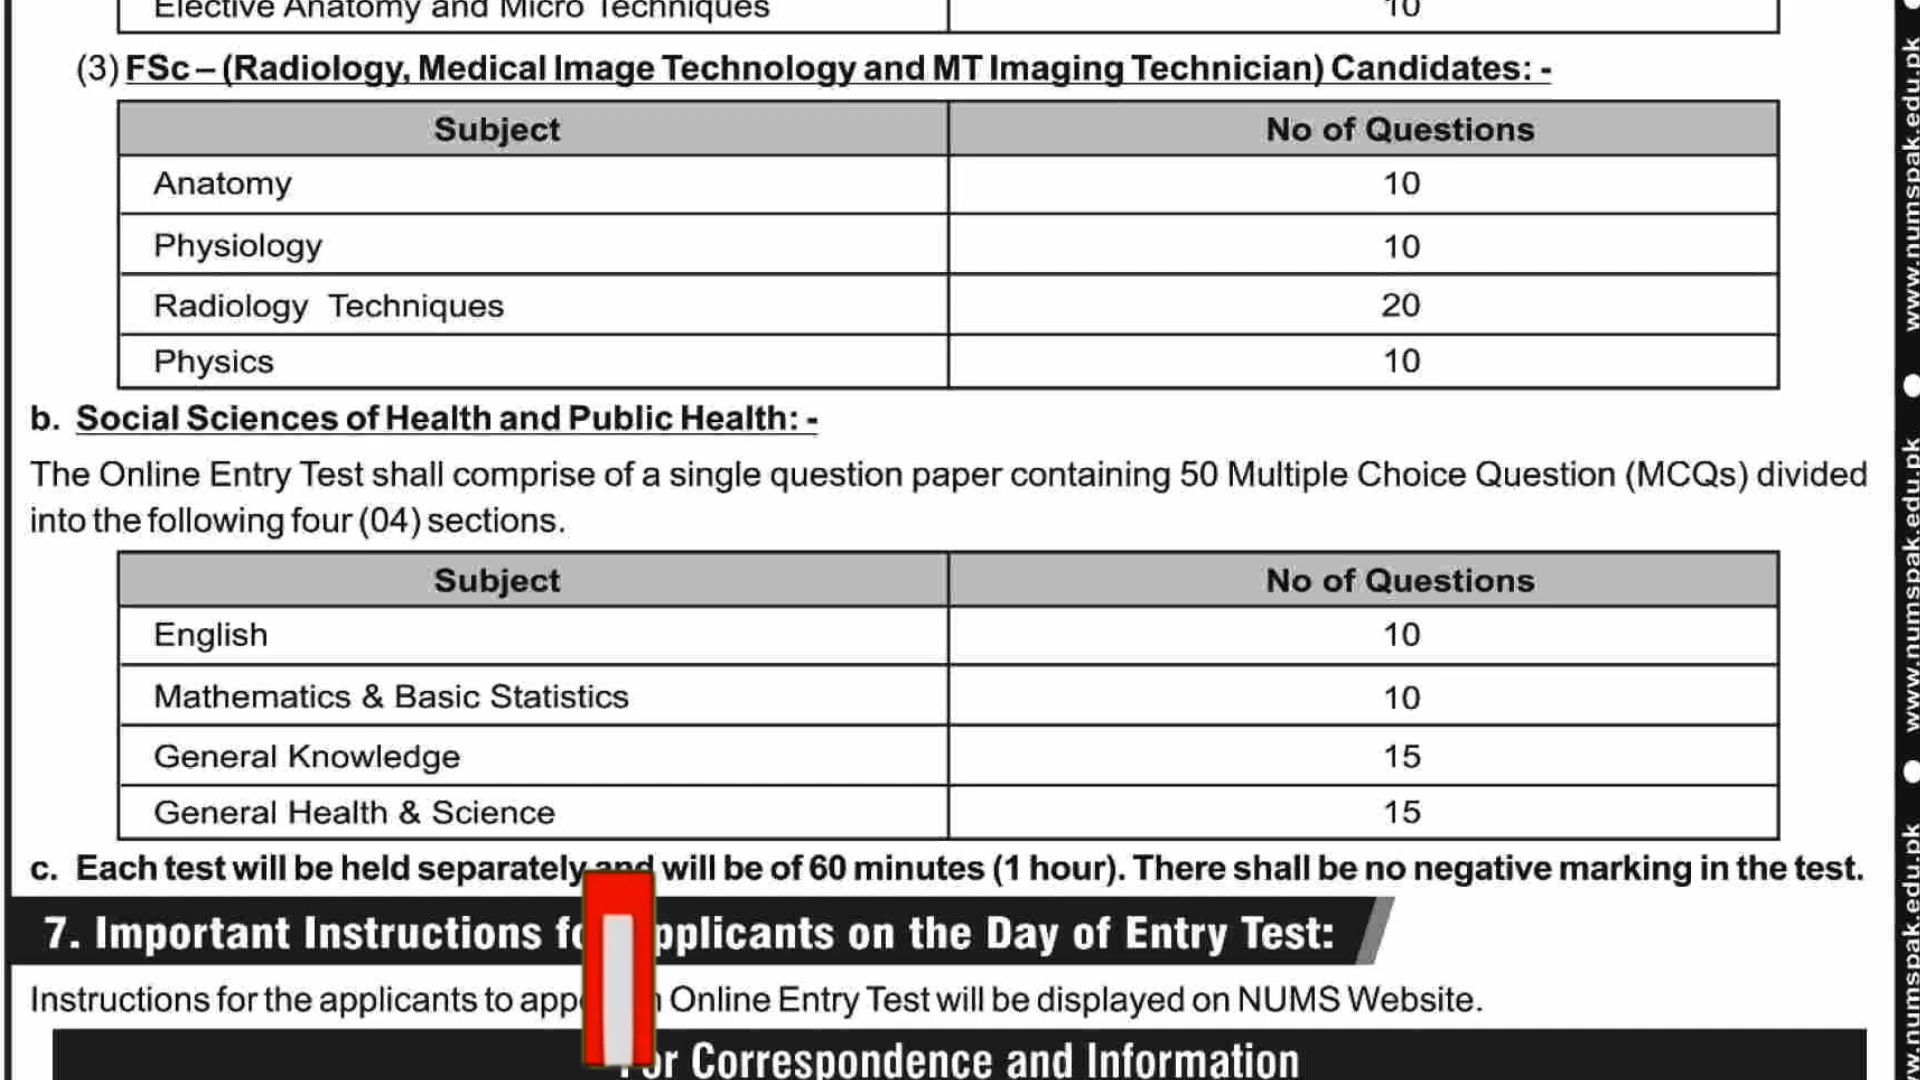 Elective Anatomy and Micro Techniques 10
(3) FSc – (Radiology, Medical Image Technology and MT Imaging Technician) Candidates: -
Subject No of Questions
Anatomy 10
Physiology 10
Radiology Techniques 20
Physics 10
b. Social Sciences of Health and Public Health: -
The Online Entry Test shall comprise of a single question paper containing 50 Multiple Choice Question (MCQs) divided
into the following four (04) sections.
Subject No of Questions
English 10
Mathematics & Basic Statistics 10
General Knowledge 15
General Health & Science 15
c. Each test will be held separately and will be of 60 minutes (1 hour). There shall be no negative marking in the test.
7. Important Instructions on the Day of Entry Test:
Instructions for the applicants to Online Entry Test will be displayed on NUMS Website.
For Correspondence and Information
www.numspak.edu.pk
www.numspak.edu.pk
www.numspak.edu.pk